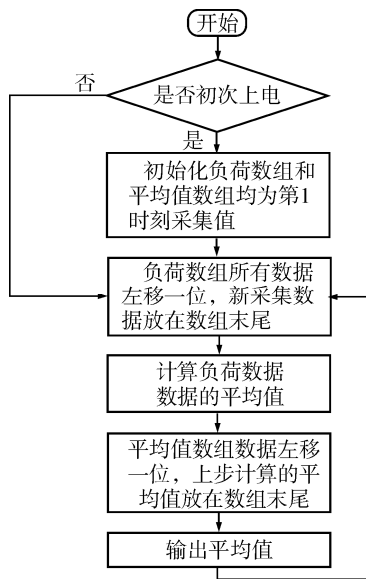 开始
否
是否初次上电
是
初始化负荷数组和
平均值数组均为第1
时刻采集值
负荷数组所有数据
左移一位，新采集数
据放在数组末尾
计算负荷数据
数据的平均值
平均值数组数据左移
一位，上步计算的平
均值放在数组末尾
输出平均值